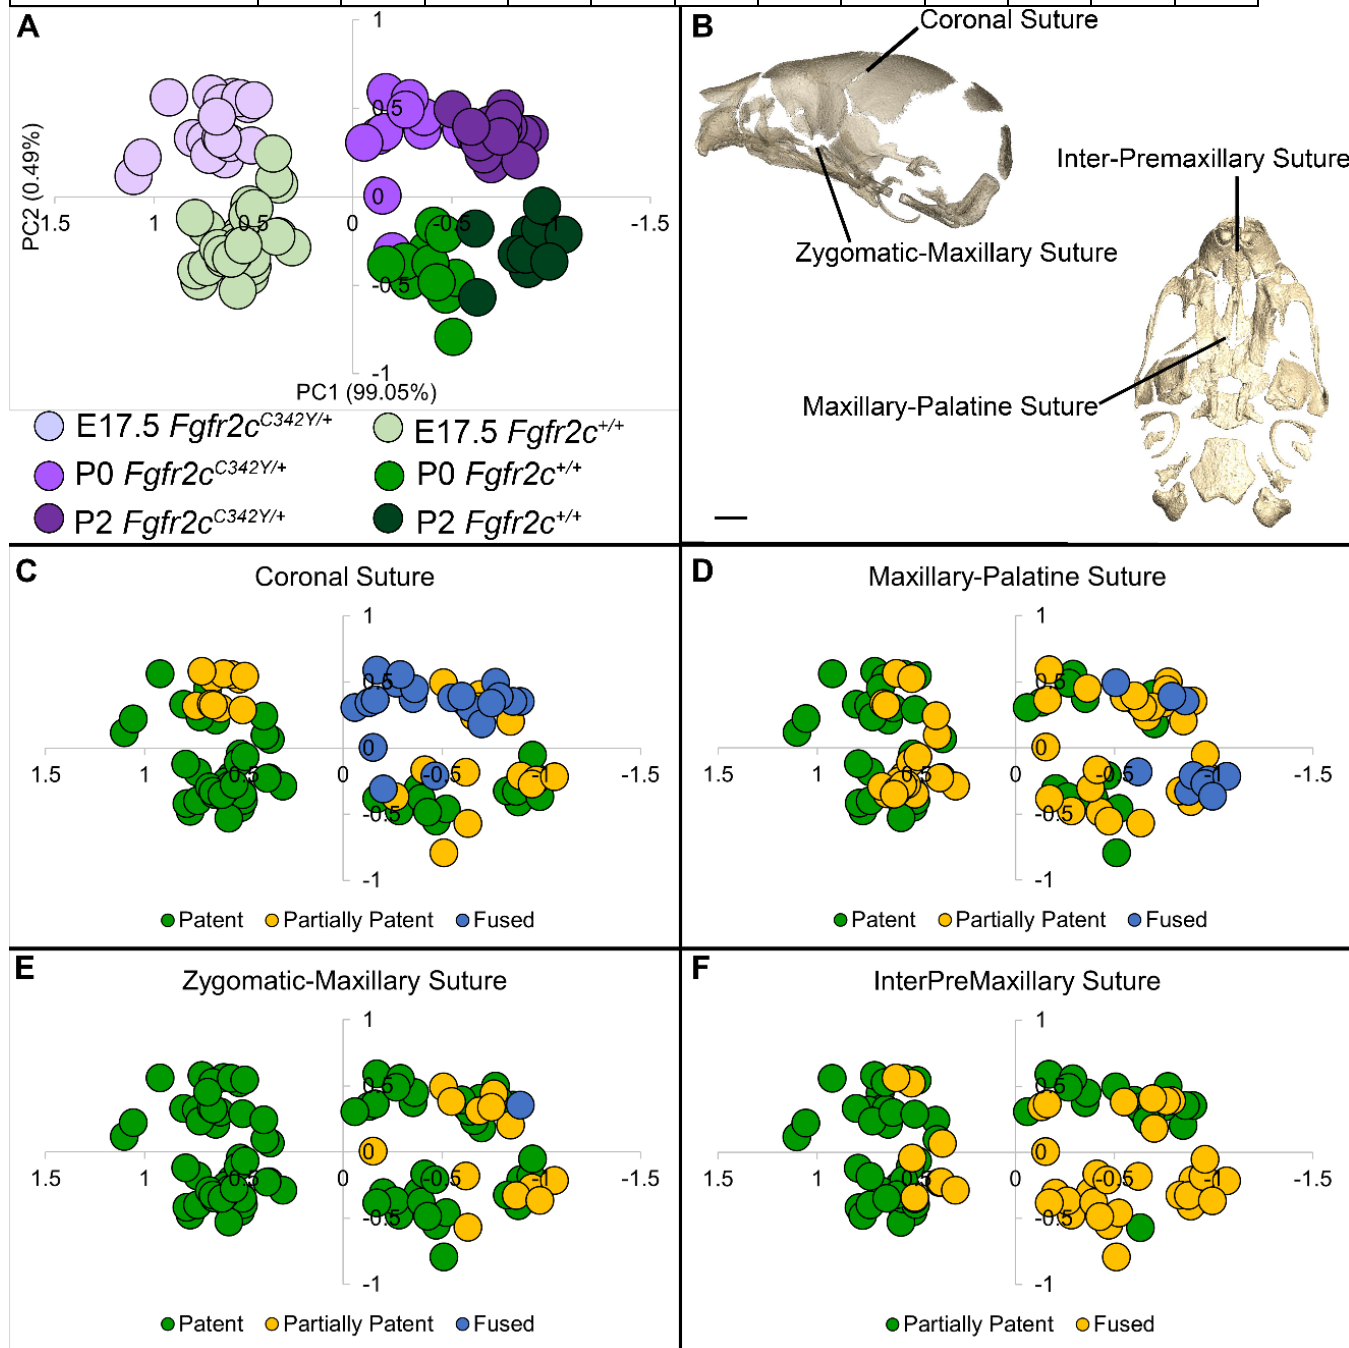 A
1
0.5
PC2 (0.49%)
0
1.5
1
0.5
0
-0.5
-1
-1.5
-0.5
-1
PC1 (99.05%)
E17.5 Fgfr2c^C342Y/+
E17.5 Fgfr2c^+/+
P0 Fgfr2c^C342Y/+
P0 Fgfr2c^+/+
P2 Fgfr2c^C342Y/+
P2 Fgfr2c^+/+
B
Coronal Suture
Inter-Premaxillary Suture
Zygomatic-Maxillary Suture
Maxillary-Palatine Suture
C
Coronal Suture
1
0.5
0
1.5
1
0.5
0
-0.5
-1
-1.5
-0.5
-1
Patent
Partially Patent
Fused
D
Maxillary-Palatine Suture
1
0.5
0
1.5
1
0.5
0
-0.5
-1
-1.5
-0.5
-1
Patent
Partially Patent
Fused
E
Zygomatic-Maxillary Suture
1
0.5
0
1.5
1
0.5
0
-0.5
-1
-1.5
-0.5
-1
Patent
Partially Patent
Fused
F
InterPreMaxillary Suture
1
0.5
0
1.5
1
0.5
0
-0.5
-1
-1.5
-0.5
-1
Partially Patent
Fused